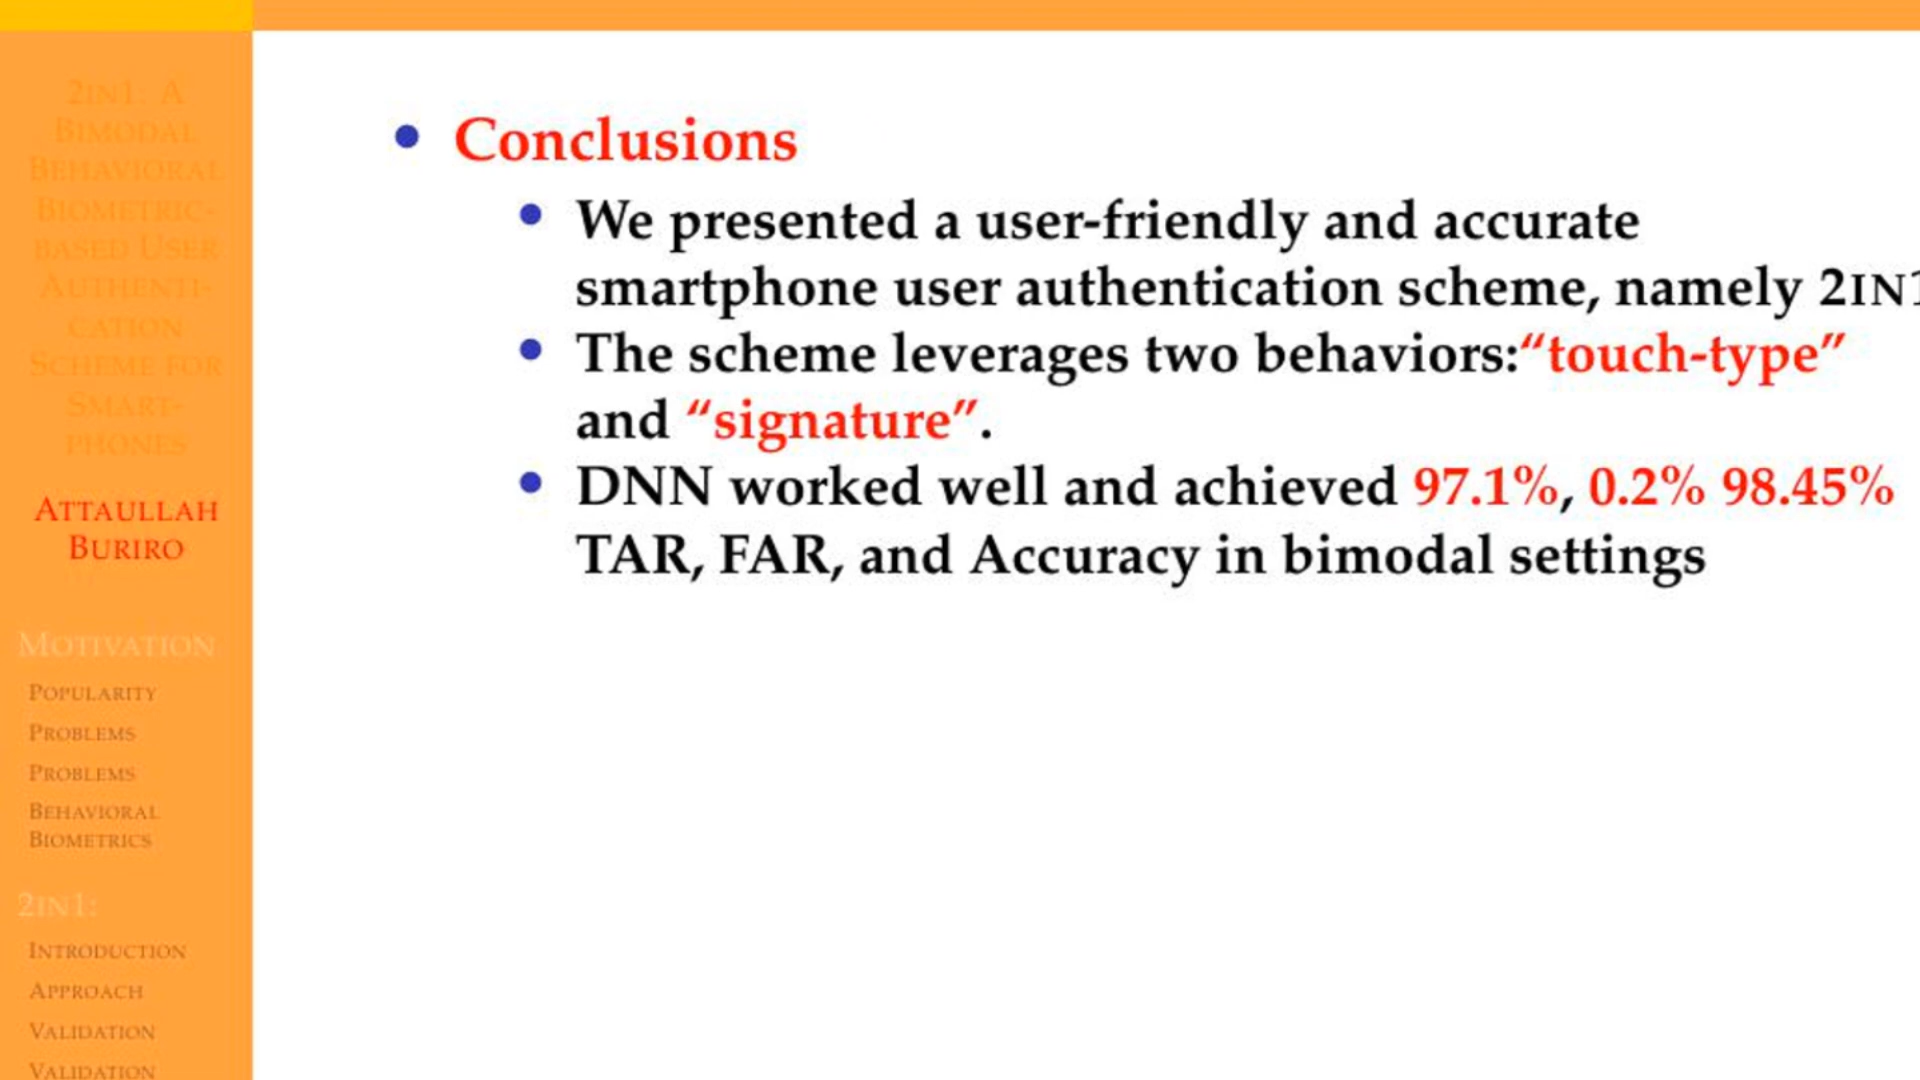 2IN1: A
BIMODAL
BEHAVIORAL
BIOMETRIC-
BASED USER
AUTHENTI-
CATION
SCHEME FOR
SMART-
PHONES
ATTAULLAH
BURIRO
MOTIVATION
POPULARITY
PROBLEMS
PROBLEMS
BEHAVIORAL
BIOMETRICS
2IN1:
INTRODUCTION
APPROACH
VALIDATION
VALIDATION
• Conclusions
• We presented a user-friendly and accurate
smartphone user authentication scheme, namely 2IN1
• The scheme leverages two behaviors:“touch-type”
and “signature”.
• DNN worked well and achieved 97.1%, 0.2% 98.45%
TAR, FAR, and Accuracy in bimodal settings